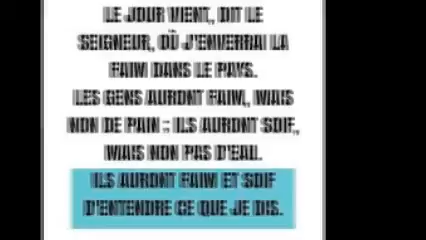 LE JOUR VIENT, DIT LE
SEIGNEUR, OÙ J'ENVERRAI LA
FAIM DANS LE PAYS.
LES GENS AURONT FAIM, MAIS
NON DE PAIN : ILS AURONT SOIF,
MAIS NON PAS D'EAU.
ILS AURONT FAIM ET SOIF
D'ENTENDRE CE QUE JE DIS.